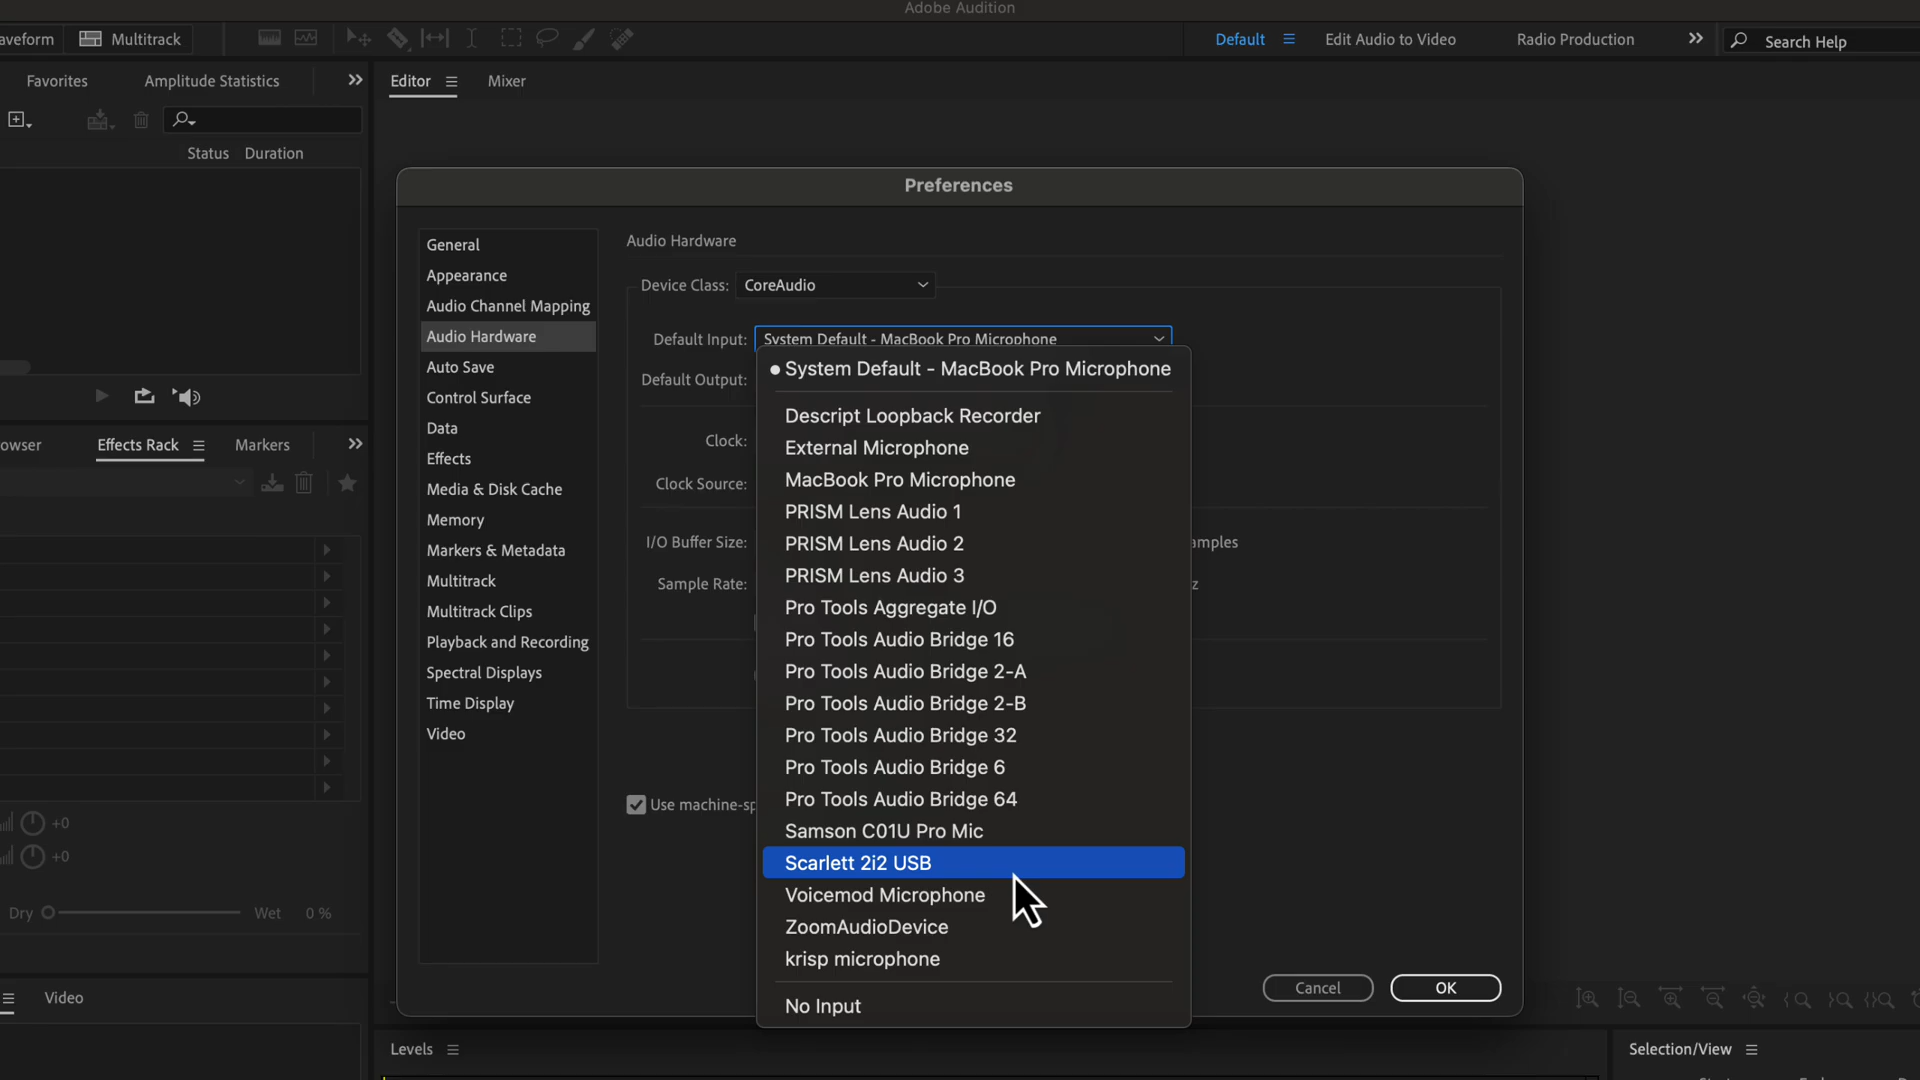 Adobe Audition
aveform
Multitrack
Default
Edit Audio to Video
Radio Production
Search Help
Favorites
Amplitude Statistics
Editor
Mixer
Status
Duration
Preferences
General
Appearance
Audio Channel Mapping
Audio Hardware
Auto Save
Control Surface
Data
Effects
Media & Disk Cache
Memory
Markers & Metadata
Multitrack
Multitrack Clips
Playback and Recording
Spectral Displays
Time Display
Video
Audio Hardware
Device Class: CoreAudio
Default Input: System Default - MacBook Pro Microphone
Default Output:
Clock:
Clock Source:
I/O Buffer Size:
amples
Sample Rate:
z
Use machine-sp
System Default - MacBook Pro Microphone
Descript Loopback Recorder
External Microphone
MacBook Pro Microphone
PRISM Lens Audio 1
PRISM Lens Audio 2
PRISM Lens Audio 3
Pro Tools Aggregate I/O
Pro Tools Audio Bridge 16
Pro Tools Audio Bridge 2-A
Pro Tools Audio Bridge 2-B
Pro Tools Audio Bridge 32
Pro Tools Audio Bridge 6
Pro Tools Audio Bridge 64
Samson C01U Pro Mic
Scarlett 2i2 USB
Voicemod Microphone
ZoomAudioDevice
krisp microphone
No Input
Cancel
OK
owser
Effects Rack
Markers
+0
+0
Dry
Wet
0 %
Video
Levels
Selection/View